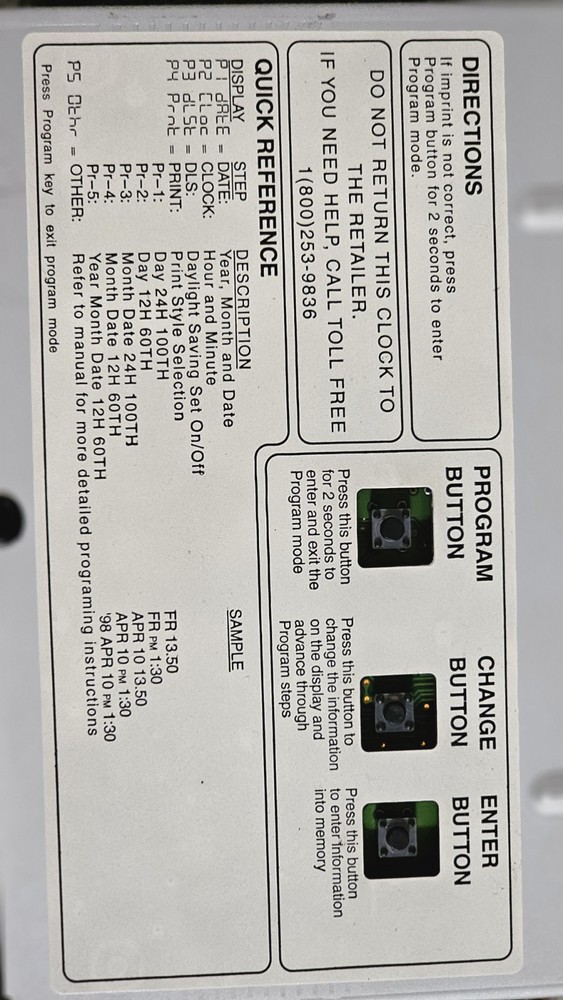 DIRECTIONS
If imprint is not correct, press
Program button for 2 seconds to enter
Program mode.
DO NOT RETURN THIS CLOCK TO
THE RETAILER.
IF YOU NEED HELP, CALL TOLL FREE
1(800)253-9836
PROGRAM
BUTTON
Press this button
for 2 seconds to
enter and exit the
Program mode
CHANGE
BUTTON
Press this button to
change the information
on the display and
advance through
Program steps
ENTER
BUTTON
Press this button
to enter information
into memory
QUICK REFERENCE
DISPLAY STEP DESCRIPTION SAMPLE
P1 dAtE = DATE: Year, Month and Date
P2 CLoc = CLOCK: Hour and Minute
P3 dLSt = DLS: Daylight Saving Set On/Off
P4 Prnt = PRINT: Print Style Selection
Pr-1: Day 24H 100TH FR 13.50
Pr-2: Day 12H 60TH FR PM 1:30
Pr-3: Month Date 24H 100TH APR 10 13.50
Pr-4: Month Date 12H 60TH APR 10 PM 1:30
Pr-5: Year Month Date 12H 60TH '98 APR 10 PM 1:30
P5 Othr = OTHER: Refer to manual for more detailed programing instructions
Press Program key to exit program mode